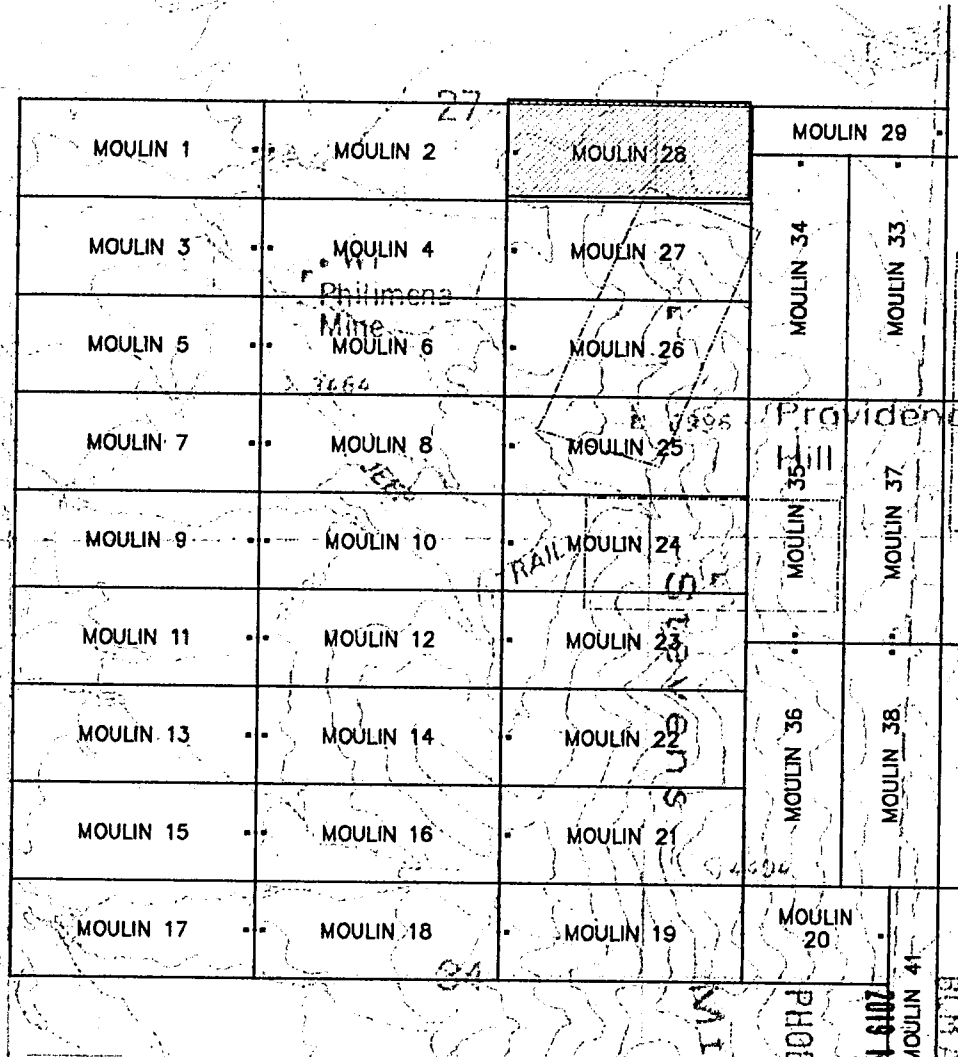 27
MOULIN 1
MOULIN 2
MOULIN 28
MOULIN 29
MOULIN 3
MOULIN 4
MOULIN 27
MOULIN 34
MOULIN 33
Philimena
Mine
MOULIN 5
MOULIN 6
MOULIN 26
MOULIN 7
MOULIN 8
MOULIN 25
Providenc
Hill
MOULIN 35
MOULIN 37
JEEP
TRAIL
MOULIN 9
MOULIN 10
MOULIN 24
MOULIN 11
MOULIN 12
MOULIN 23
MOULIN 13
MOULIN 14
MOULIN 22
MOULIN 36
MOULIN 38
MOULIN 15
MOULIN 16
MOULIN 21
MOULIN 17
MOULIN 18
MOULIN 19
MOULIN
20
MOULIN 41